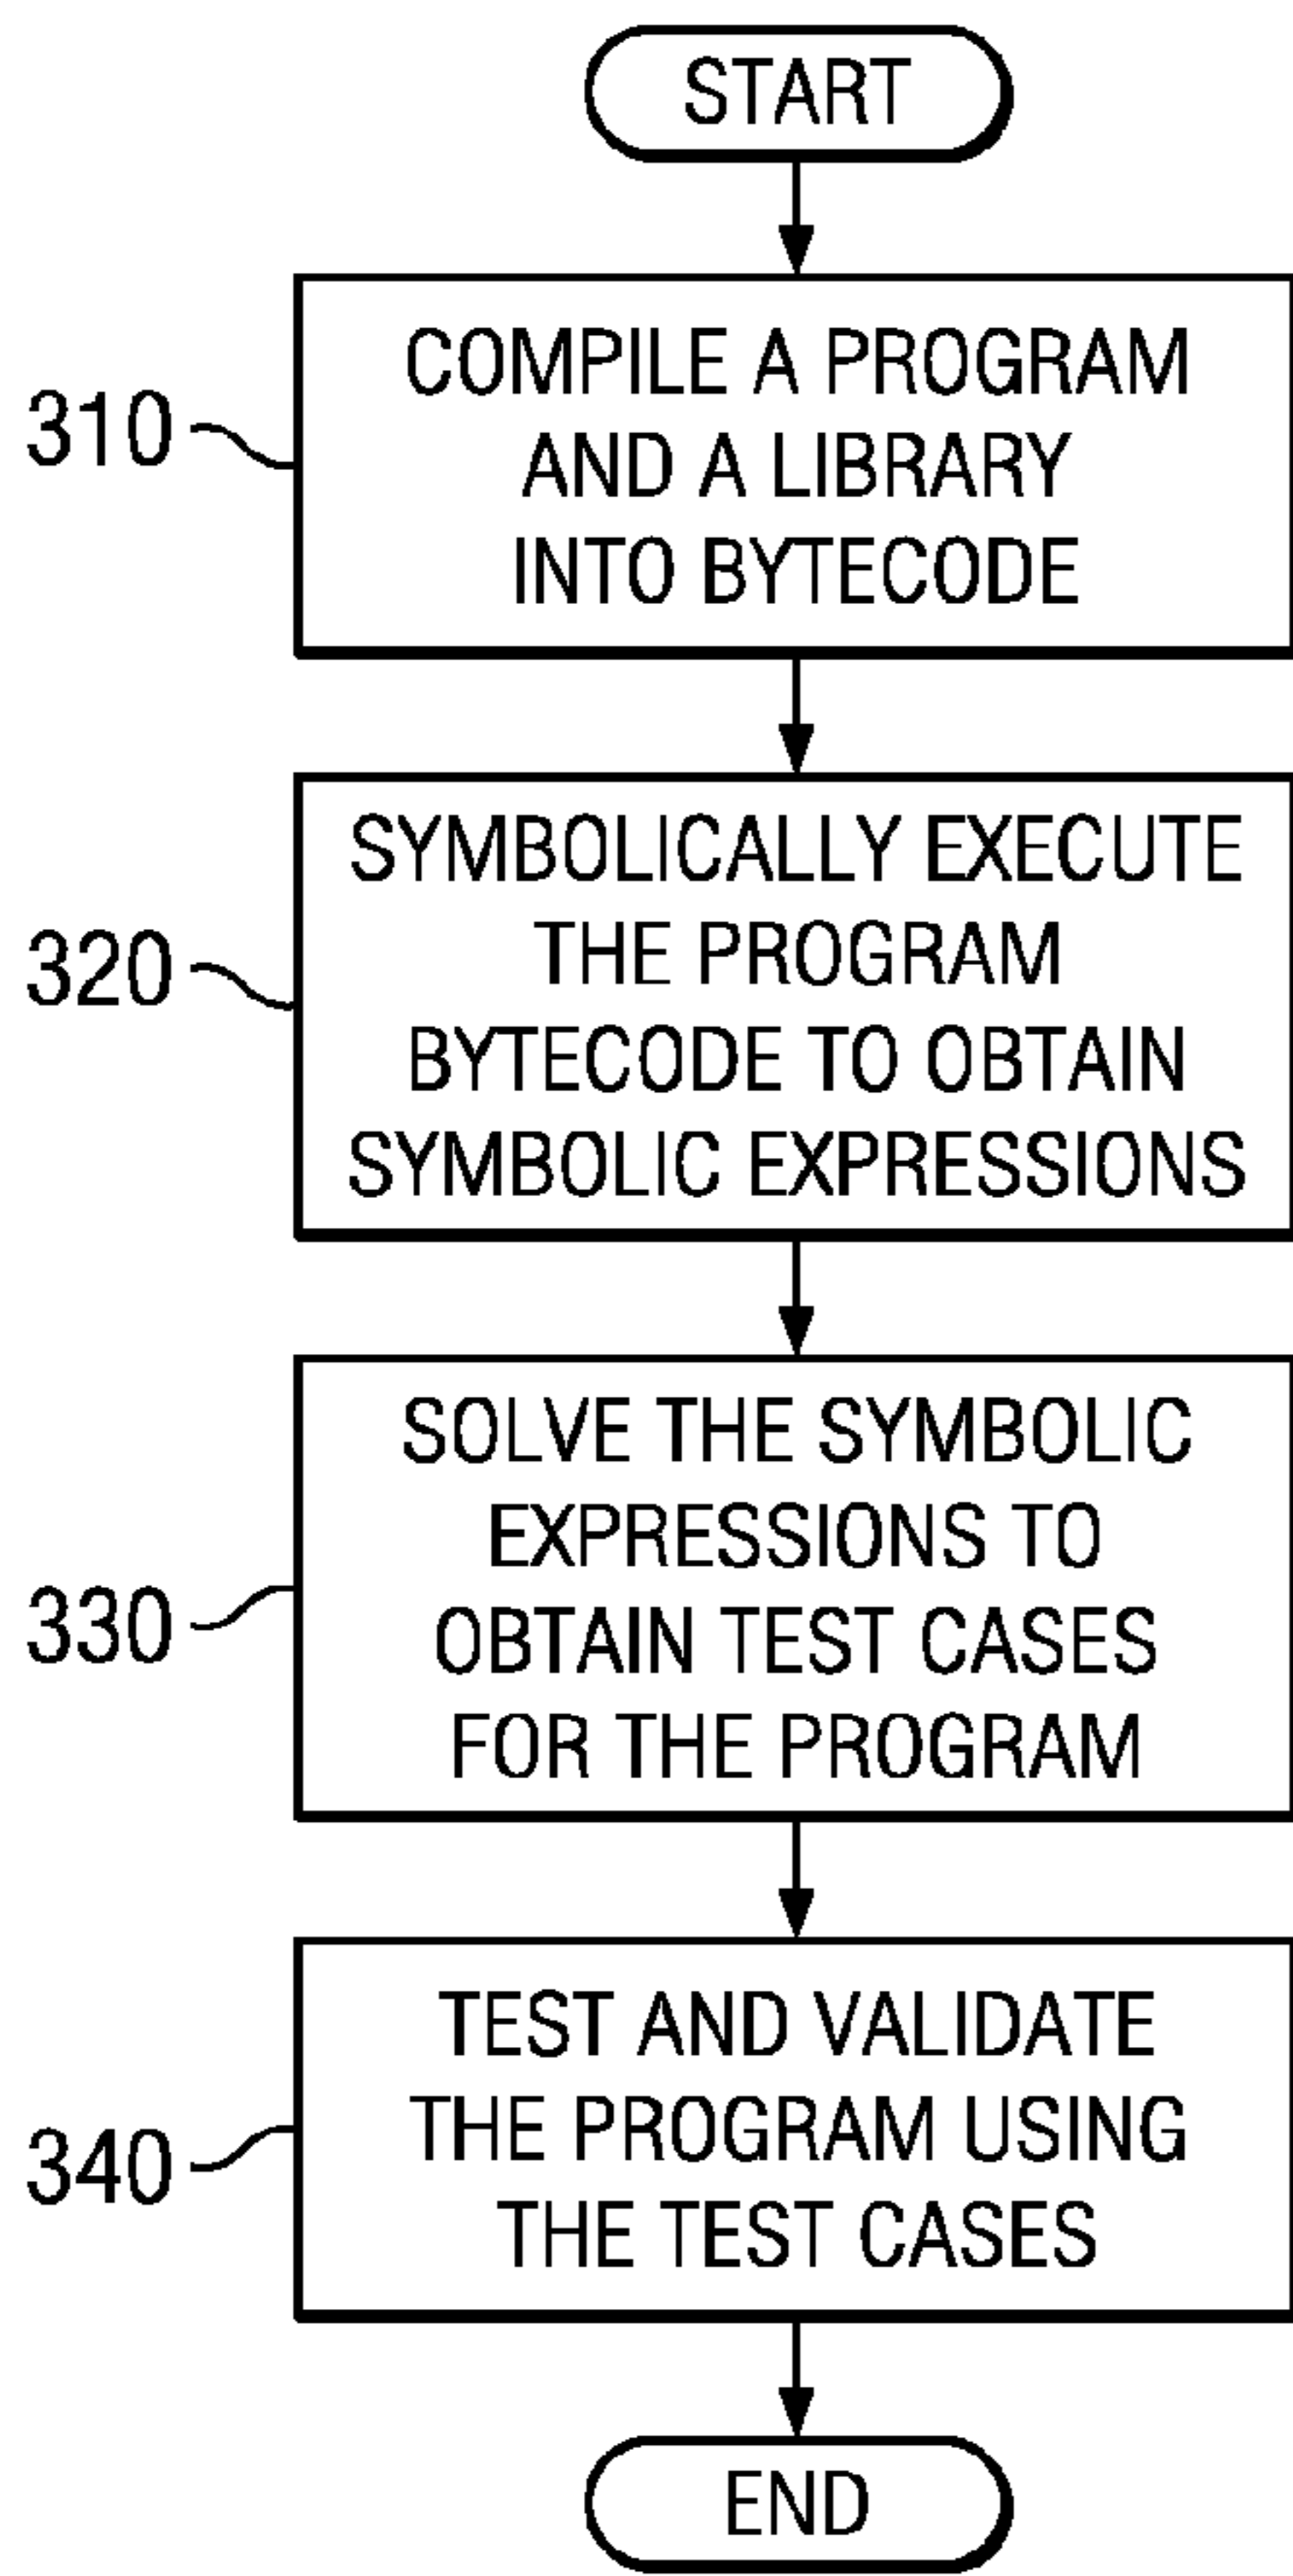 START
310
COMPILE A PROGRAM
AND A LIBRARY
INTO BYTECODE
320
SYMBOLICALLY EXECUTE
THE PROGRAM
BYTECODE TO OBTAIN
SYMBOLIC EXPRESSIONS
330
SOLVE THE SYMBOLIC
EXPRESSIONS TO
OBTAIN TEST CASES
FOR THE PROGRAM
340
TEST AND VALIDATE
THE PROGRAM USING
THE TEST CASES
END